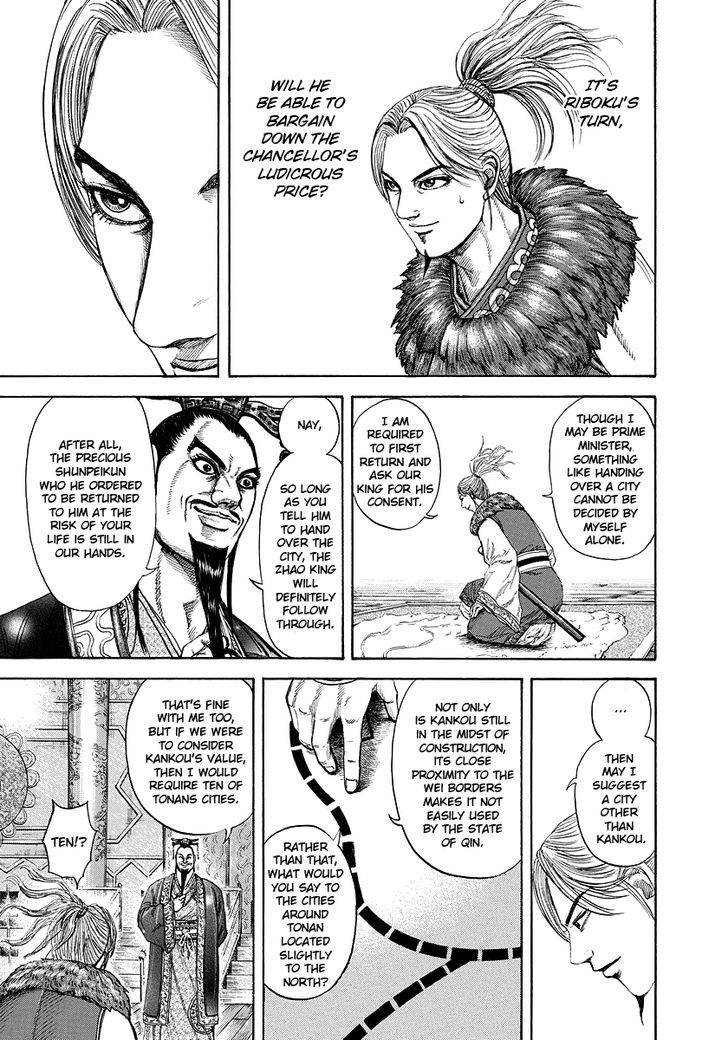 IT'S
RIBOKU'S
TURN,
WILL HE
BE ABLE TO
BARGAIN
DOWN THE
CHANCELLOR'S
LUDICROUS
PRICE?
THOUGH I
MAY BE PRIME
MINISTER,
SOMETHING
LIKE HANDING
OVER A CITY
CANNOT BE
DECIDED BY
MYSELF
ALONE.
I AM
REQUIRED
TO FIRST
RETURN AND
ASK OUR
KING FOR HIS
CONSENT.
NAY,
SO LONG
AS YOU
TELL HIM
TO HAND
OVER THE
CITY, THE
ZHAO KING
WILL
DEFINITELY
FOLLOW
THROUGH.
AFTER ALL,
THE PRECIOUS
SHUNPEIKUN
WHO HE ORDERED
TO BE RETURNED
TO HIM AT THE
RISK OF YOUR
LIFE IS STILL IN
OUR HANDS.
...
THEN
MAY I
SUGGEST
A CITY
OTHER
THAN
KANKOU.
NOT ONLY
IS KANKOU STILL
IN THE MIDST OF
CONSTRUCTION,
ITS CLOSE
PROXIMITY TO THE
WEI BORDERS
MAKES IT NOT
EASILY USED
BY THE STATE
OF QIN.
RATHER
THAN THAT,
WHAT WOULD
YOU SAY TO
THE CITIES
AROUND
TONAN
LOCATED
SLIGHTLY
TO THE
NORTH?
THAT'S FINE
WITH ME TOO,
BUT IF WE WERE
TO CONSIDER
KANKOU'S VALUE,
THEN I WOULD
REQUIRE TEN OF
TONANS CITIES.
TEN!?